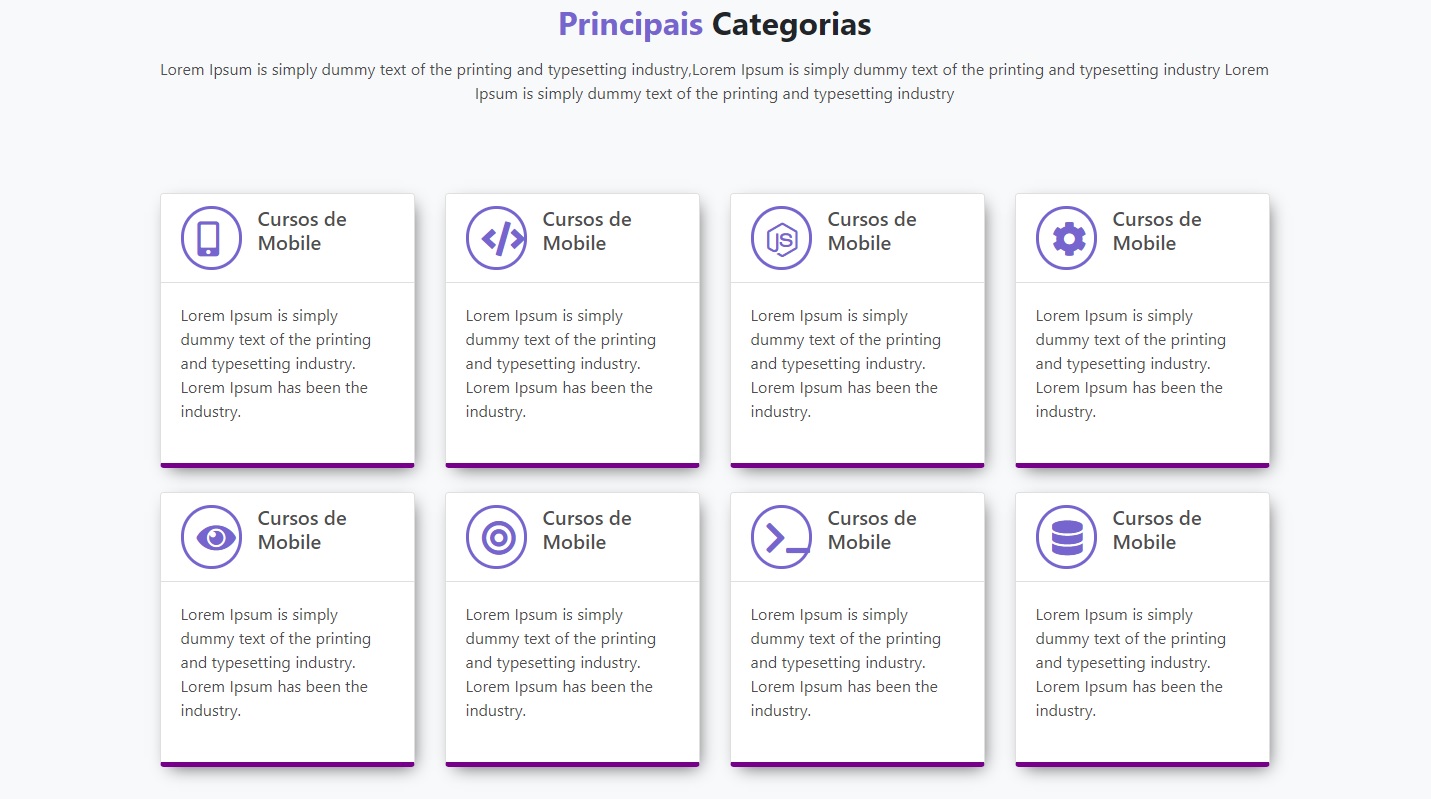 Principais Categorias
Lorem Ipsum is simply dummy text of the printing and typesetting industry,Lorem Ipsum is simply dummy text of the printing and typesetting industry Lorem
Ipsum is simply dummy text of the printing and typesetting industry
Cursos de
Mobile
Lorem Ipsum is simply
dummy text of the printing
and typesetting industry.
Lorem Ipsum has been the
industry.
Cursos de
Mobile
Lorem Ipsum is simply
dummy text of the printing
and typesetting industry.
Lorem Ipsum has been the
industry.
JS
Cursos de
Mobile
Lorem Ipsum is simply
dummy text of the printing
and typesetting industry.
Lorem Ipsum has been the
industry.
Cursos de
Mobile
Lorem Ipsum is simply
dummy text of the printing
and typesetting industry.
Lorem Ipsum has been the
industry.
Cursos de
Mobile
Lorem Ipsum is simply
dummy text of the printing
and typesetting industry.
Lorem Ipsum has been the
industry.
Cursos de
Mobile
Lorem Ipsum is simply
dummy text of the printing
and typesetting industry.
Lorem Ipsum has been the
industry.
Cursos de
Mobile
Lorem Ipsum is simply
dummy text of the printing
and typesetting industry.
Lorem Ipsum has been the
industry.
Cursos de
Mobile
Lorem Ipsum is simply
dummy text of the printing
and typesetting industry.
Lorem Ipsum has been the
industry.